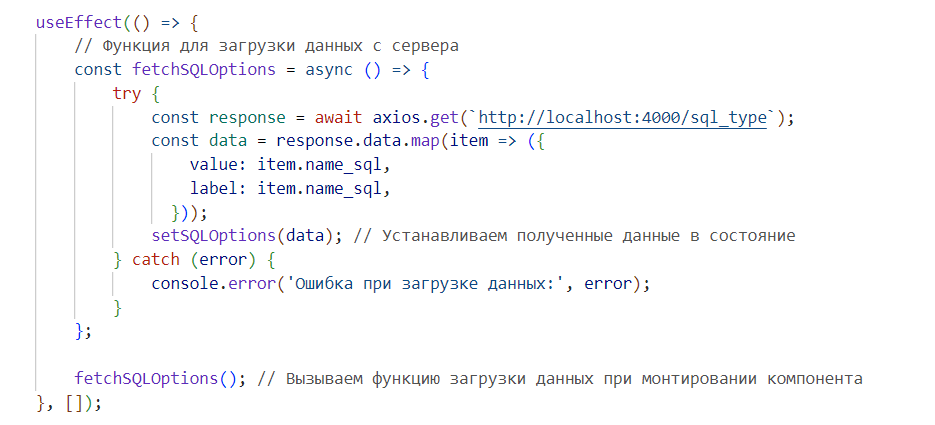 useEffect(() => {
// Функция для загрузки данных с сервера
const fetchSQLOptions = async () => {
try {
const response = await axios.get(`http://localhost:4000/sql_type`);
const data = response.data.map(item => ({
value: item.name_sql,
label: item.name_sql,
}));
setSQLOptions(data); // Устанавливаем полученные данные в состояние
} catch (error) {
console.error('Ошибка при загрузке данных:', error);
}
};
fetchSQLOptions(); // Вызываем функцию загрузки данных при монтировании компонента
}, []);